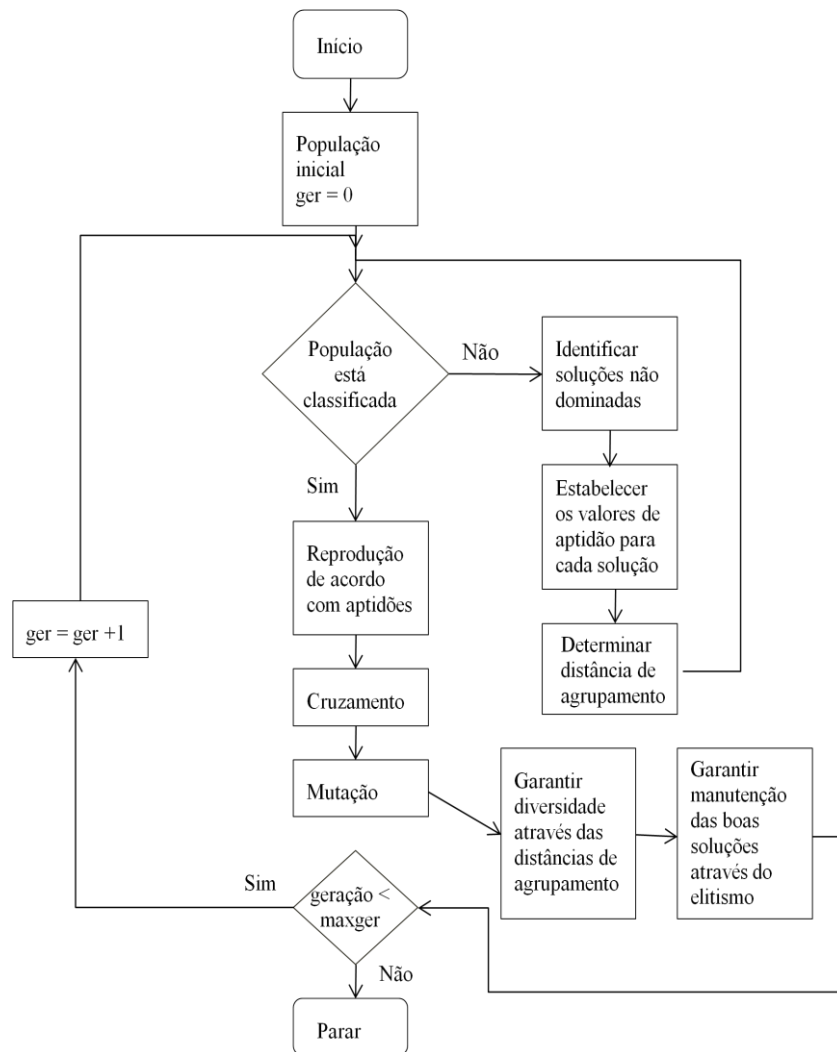 Início
População
inicial
ger = 0
População
está
classificada
Não
Identificar
soluções não
dominadas
Sim
Estabelecer
os valores de
aptidão para
cada solução
Reprodução
de acordo
com aptidões
ger = ger +1
Determinar
distância de
agrupamento
Cruzamento
Mutação
Garantir
diversidade
através das
distâncias de
agrupamento
Garantir
manutenção
das boas
soluções
através do
elitismo
Sim
geração <
maxger
Não
Parar